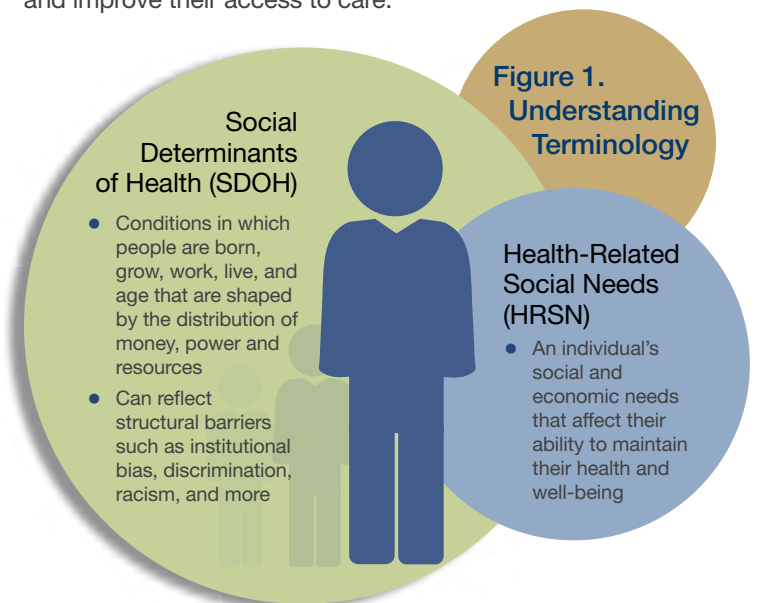 and improve their access to care.
Figure 1.
Understanding
Terminology
Social
Determinants
of Health (SDOH)
● Conditions in which
people are born,
grow, work, live, and
age that are shaped
by the distribution of
money, power and
resources
● Can reflect
structural barriers
such as institutional
bias, discrimination,
racism, and more
Health-Related
Social Needs
(HRSN)
● An individual's
social and
economic needs
that affect their
ability to maintain
their health and
well-being